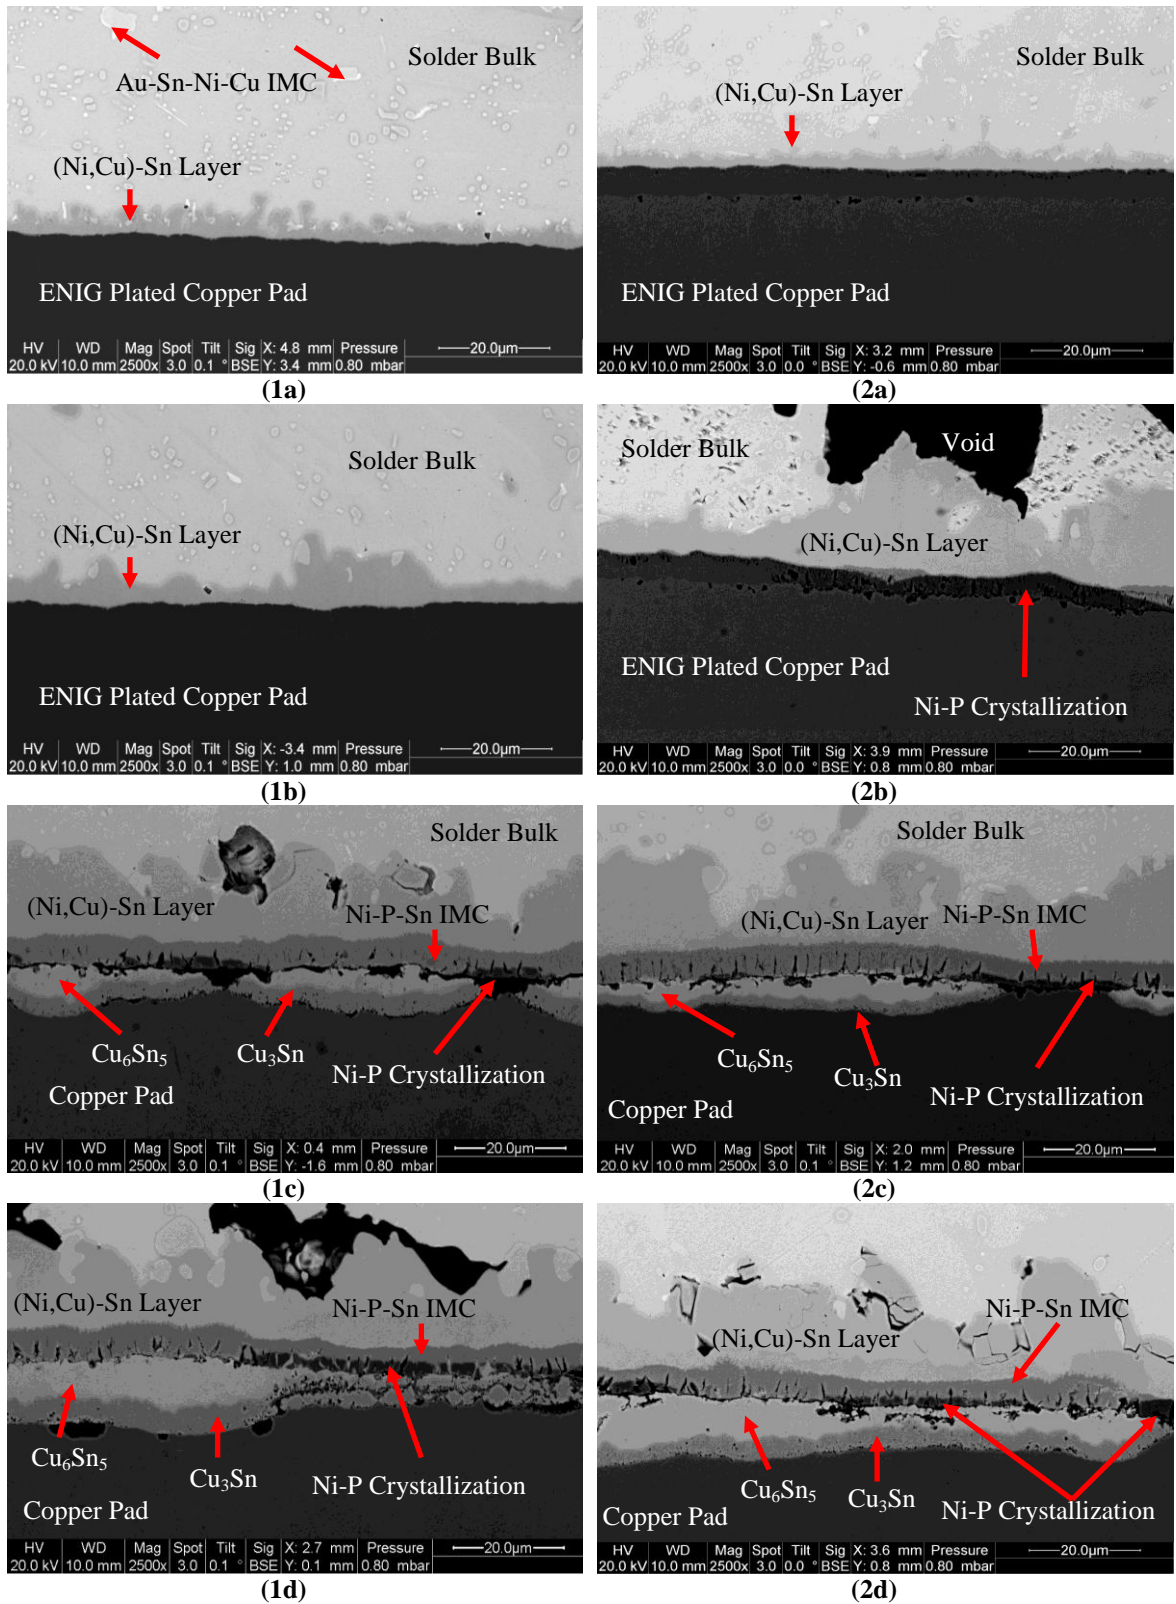 Solder Bulk
Au-Sn-Ni-Cu IMC
(Ni,Cu)-Sn Layer
ENIG Plated Copper Pad
HV WD Mag Spot Tilt Sig X: 4.8 mm Pressure
20.0 kV 10.0 mm 2500x 3.0 0.1 ° BSE Y: 3.4 mm 0.80 mbar 20.0µm
(1a)
Solder Bulk
(Ni,Cu)-Sn Layer
ENIG Plated Copper Pad
HV WD Mag Spot Tilt Sig X: 3.2 mm Pressure
20.0 kV 10.0 mm 2500x 3.0 0.0 ° BSE Y: -0.6 mm 0.80 mbar 20.0µm
(2a)
Solder Bulk
(Ni,Cu)-Sn Layer
ENIG Plated Copper Pad
HV WD Mag Spot Tilt Sig X: -3.4 mm Pressure
20.0 kV 10.0 mm 2500x 3.0 0.1 ° BSE Y: 1.0 mm 0.80 mbar 20.0µm
(1b)
Solder Bulk
Void
(Ni,Cu)-Sn Layer
ENIG Plated Copper Pad
Ni-P Crystallization
HV WD Mag Spot Tilt Sig X: 3.9 mm Pressure
20.0 kV 10.0 mm 2500x 3.0 0.0 ° BSE Y: 0.8 mm 0.80 mbar 20.0µm
(2b)
Solder Bulk
(Ni,Cu)-Sn Layer
Ni-P-Sn IMC
Cu₆Sn₅
Cu₃Sn
Ni-P Crystallization
Copper Pad
HV WD Mag Spot Tilt Sig X: 0.4 mm Pressure
20.0 kV 10.0 mm 2500x 3.0 0.1 ° BSE Y: -1.6 mm 0.80 mbar 20.0µm
(1c)
Solder Bulk
(Ni,Cu)-Sn Layer
Ni-P-Sn IMC
Cu₆Sn₅
Cu₃Sn
Ni-P Crystallization
Copper Pad
HV WD Mag Spot Tilt Sig X: 2.0 mm Pressure
20.0 kV 10.0 mm 2500x 3.0 0.1 ° BSE Y: 1.2 mm 0.80 mbar 20.0µm
(2c)
(Ni,Cu)-Sn Layer
Ni-P-Sn IMC
Cu₆Sn₅
Cu₃Sn
Ni-P Crystallization
Copper Pad
HV WD Mag Spot Tilt Sig X: 2.7 mm Pressure
20.0 kV 10.0 mm 2500x 3.0 0.1 ° BSE Y: 0.1 mm 0.80 mbar 20.0µm
(1d)
Ni-P-Sn IMC
(Ni,Cu)-Sn Layer
Cu₆Sn₅
Cu₃Sn
Copper Pad
Ni-P Crystallization
HV WD Mag Spot Tilt Sig X: 3.6 mm Pressure
20.0 kV 10.0 mm 2500x 3.0 0.0 ° BSE Y: 0.8 mm 0.80 mbar 20.0µm
(2d)